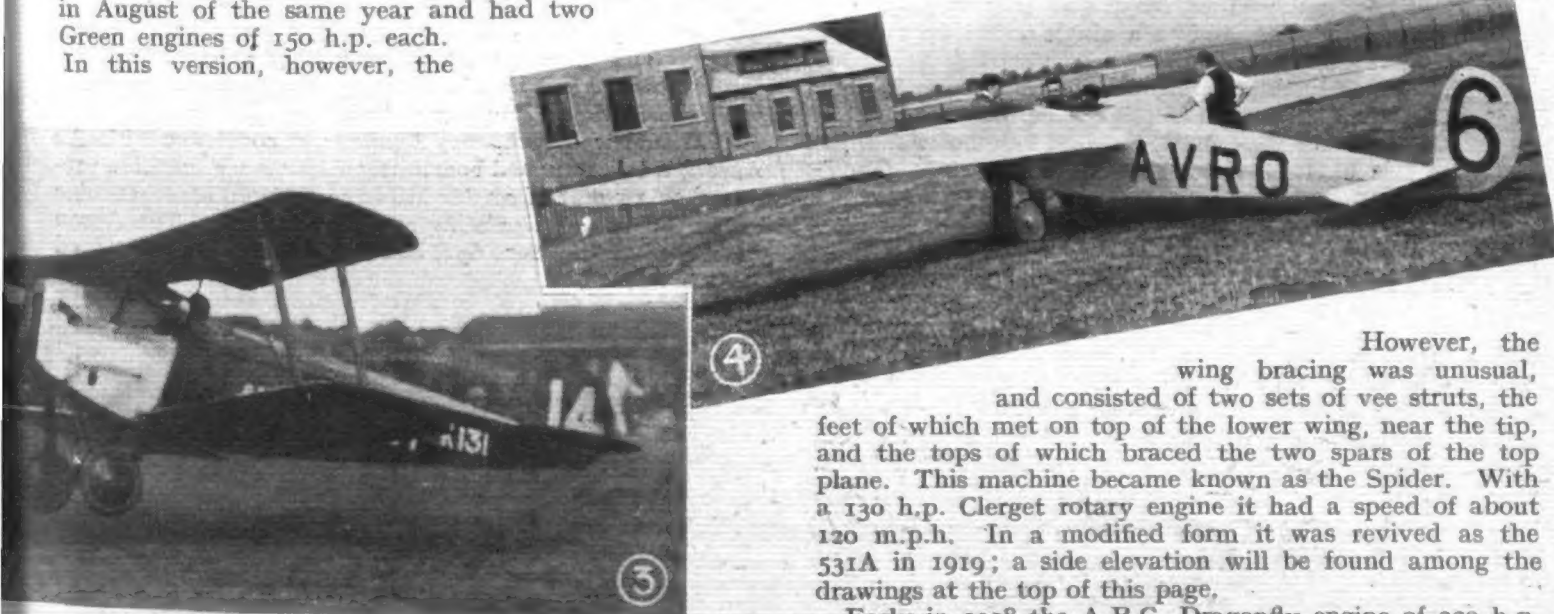 in August of the same year and had two
Green engines of 150 h.p. each.
In this version, however, the
AVRO
6
14
K131
3
4
However, the
wing bracing was unusual,
and consisted of two sets of vee struts, the
feet of which met on top of the lower wing, near the tip,
and the tops of which braced the two spars of the top
plane. This machine became known as the Spider. With
a 130 h.p. Clerget rotary engine it had a speed of about
120 m.p.h. In a modified form it was revived as the
531A in 1919; a side elevation will be found among the
drawings at the top of this page.